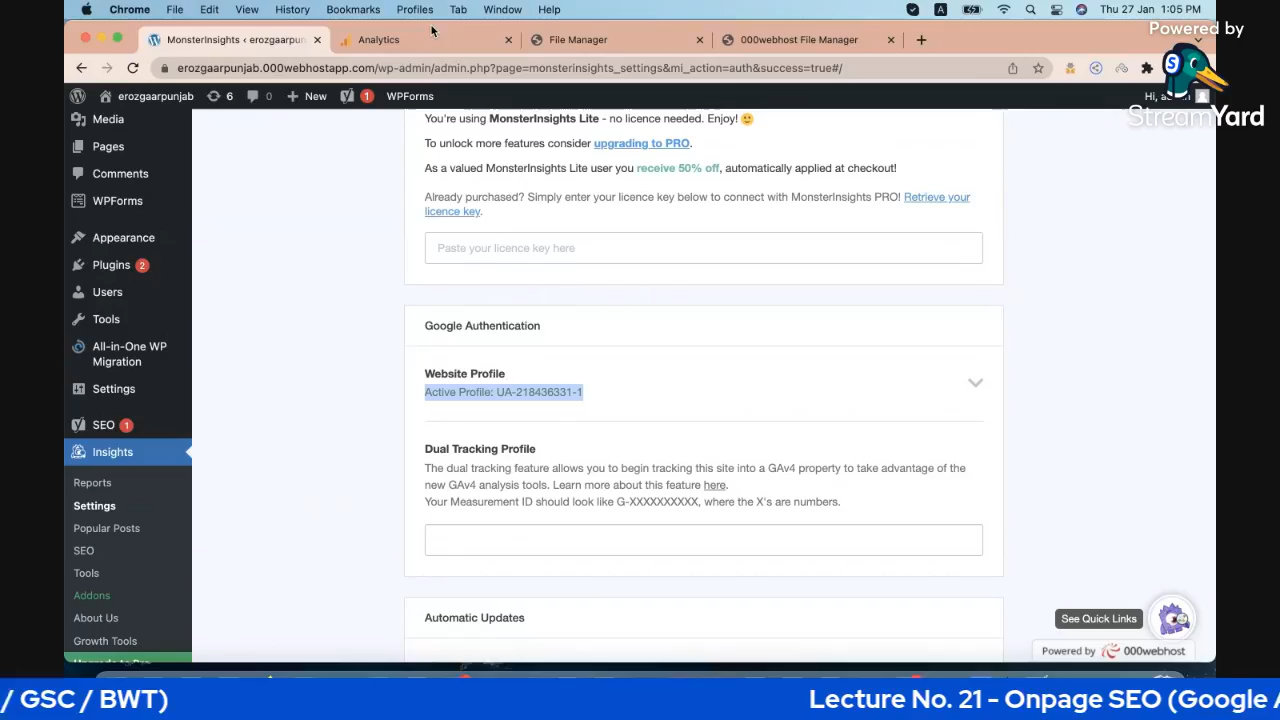 Chrome File Edit View History Bookmarks Profiles Tab Window Help A Thu 27 Jan 1:05 PM
Powered by
StreamYard
MonsterInsights < erozgaarpun
Analytics
File Manager
000webhost File Manager
erozgaarpunjab.000webhostapp.com/wp-admin/admin.php?page=monsterinsights_settings&mi_action=auth&success=true#/
erozgaarpunjab 6 0 New 1 WPForms Hi,
Media
Pages
Comments
WPForms
Appearance
Plugins 2
Users
Tools
All-in-One WP
Migration
Settings
SEO 1
Insights
Reports
Settings
Popular Posts
SEO
Tools
Addons
About Us
Growth Tools
You're using MonsterInsights Lite - no licence needed. Enjoy!
To unlock more features consider upgrading to PRO.
As a valued MonsterInsights Lite user you receive 50% off, automatically applied at checkout!
Already purchased? Simply enter your licence key below to connect with MonsterInsights PRO! Retrieve your
licence key.
Paste your licence key here
Google Authentication
Website Profile
Active Profile: UA-218436331-1
Dual Tracking Profile
The dual tracking feature allows you to begin tracking this site into a GAv4 property to take advantage of the
new GAv4 analysis tools. Learn more about this feature here.
Your Measurement ID should look like G-XXXXXXXXXX, where the X's are numbers.
Automatic Updates
See Quick Links
Powered by 000webhost
/ GSC / BWT) Lecture No. 21 - Onpage SEO (Google